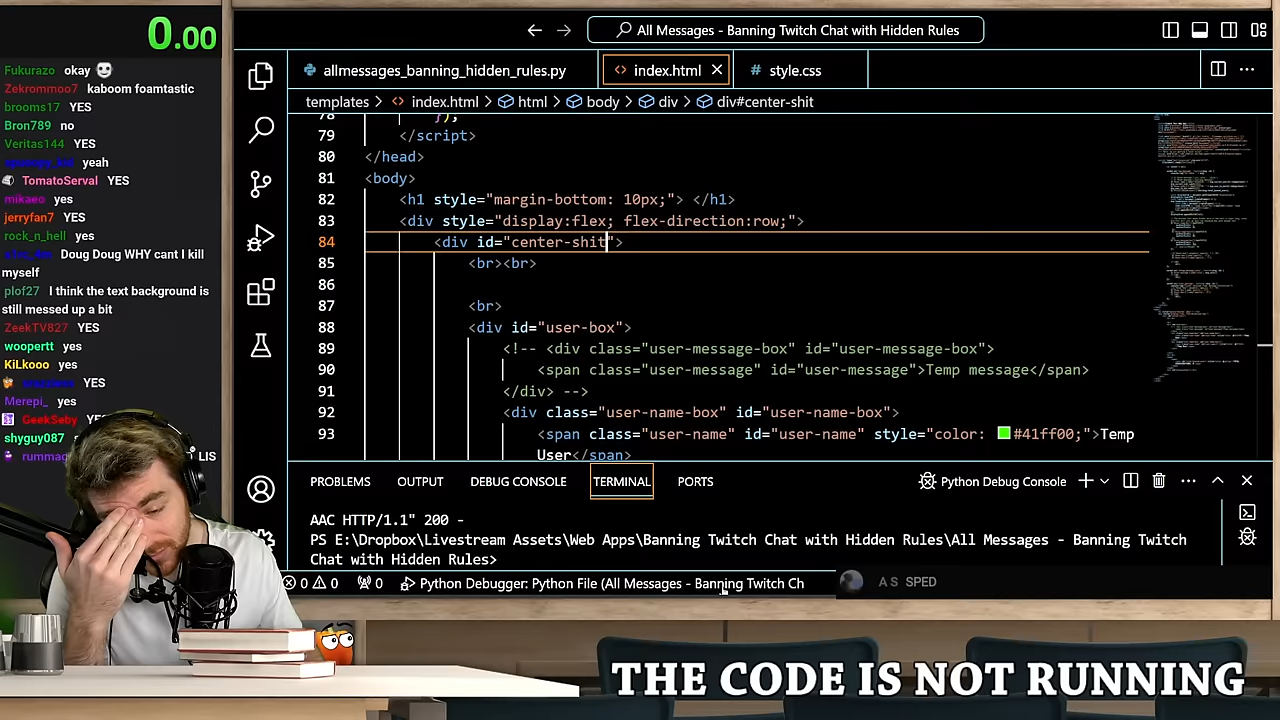 0.00
Fukurazo okay
Zekrommoo7 kaboom foamtastic
brooms17 YES
Bron789 no
Veritas144 YES
yeah
TomatoServal YES
mikaeo yes
jerryfan7 YES
rock_n_hell yes
Doug Doug WHY cant I kill
myself
plof27 I think the text background is
still messed up a bit
ZeekTV827 YES
woopertt yes
KiLkooo yes
YES
Merepi_ yes
GeekSeby
shyguy087
LIS
All Messages - Banning Twitch Chat with Hidden Rules
allmessages_banning_hidden_rules.py
<> index.html
# style.css
templates > <> index.html > html > body > div > div#center-shit
78 });
79 </script>
80 </head>
81 <body>
82 <h1 style="margin-bottom: 10px;"> </h1>
83 <div style="display:flex; flex-direction:row;">
84 <div id="center-shit">
85 <br><br>
86
87 <br>
88 <div id="user-box">
89 <!-- <div class="user-message-box" id="user-message-box">
90 <span class="user-message" id="user-message">Temp message</span>
91 </div> -->
92 <div class="user-name-box" id="user-name-box">
93 <span class="user-name" id="user-name" style="color: #41ff00;">Temp
User</span>
PROBLEMS OUTPUT DEBUG CONSOLE TERMINAL PORTS
Python Debug Console
AAC HTTP/1.1" 200 -
PS E:\Dropbox\Livestream Assets\Web Apps\Banning Twitch Chat with Hidden Rules\All Messages - Banning Twitch
Chat with Hidden Rules>
0 0 0 Python Debugger: Python File (All Messages - Banning Twitch Ch
A S SPED
THE CODE IS NOT RUNNING